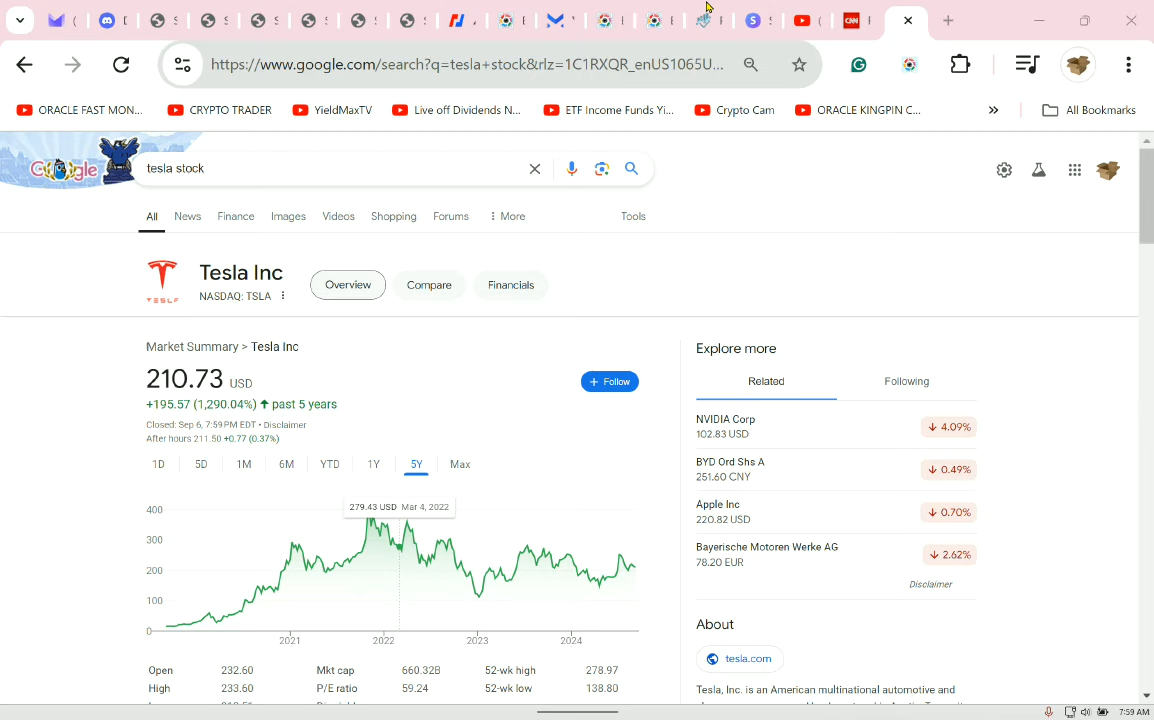 https://www.google.com/search?q=tesla+stock&rlz=1C1RXQR_enUS1065U...
ORACLE FAST MON... CRYPTO TRADER YieldMaxTV Live off Dividends N... ETF Income Funds Yi... Crypto Cam ORACLE KINGPIN C... » All Bookmarks
Google tesla stock
All News Finance Images Videos Shopping Forums More Tools
TESLA
Tesla Inc
NASDAQ: TSLA
Overview Compare Financials
Market Summary > Tesla Inc
210.73 USD
+ Follow
+195.57 (1,290.04%) ↑ past 5 years
Closed: Sep 6, 7:59 PM EDT • Disclaimer
After hours 211.50 +0.77 (0.37%)
1D 5D 1M 6M YTD 1Y 5Y Max
279.43 USD Mar 4, 2022
400
300
200
100
0
2021 2022 2023 2024
Open 232.60 Mkt cap 660.32B 52-wk high 278.97
High 233.60 P/E ratio 59.24 52-wk low 138.80
Explore more
Related Following
NVIDIA Corp
102.83 USD
↓ 4.09%
BYD Ord Shs A
251.60 CNY
↓ 0.49%
Apple Inc
220.82 USD
↓ 0.70%
Bayerische Motoren Werke AG
78.20 EUR
↓ 2.62%
Disclaimer
About
tesla.com
Tesla, Inc. is an American multinational automotive and
7:59 AM